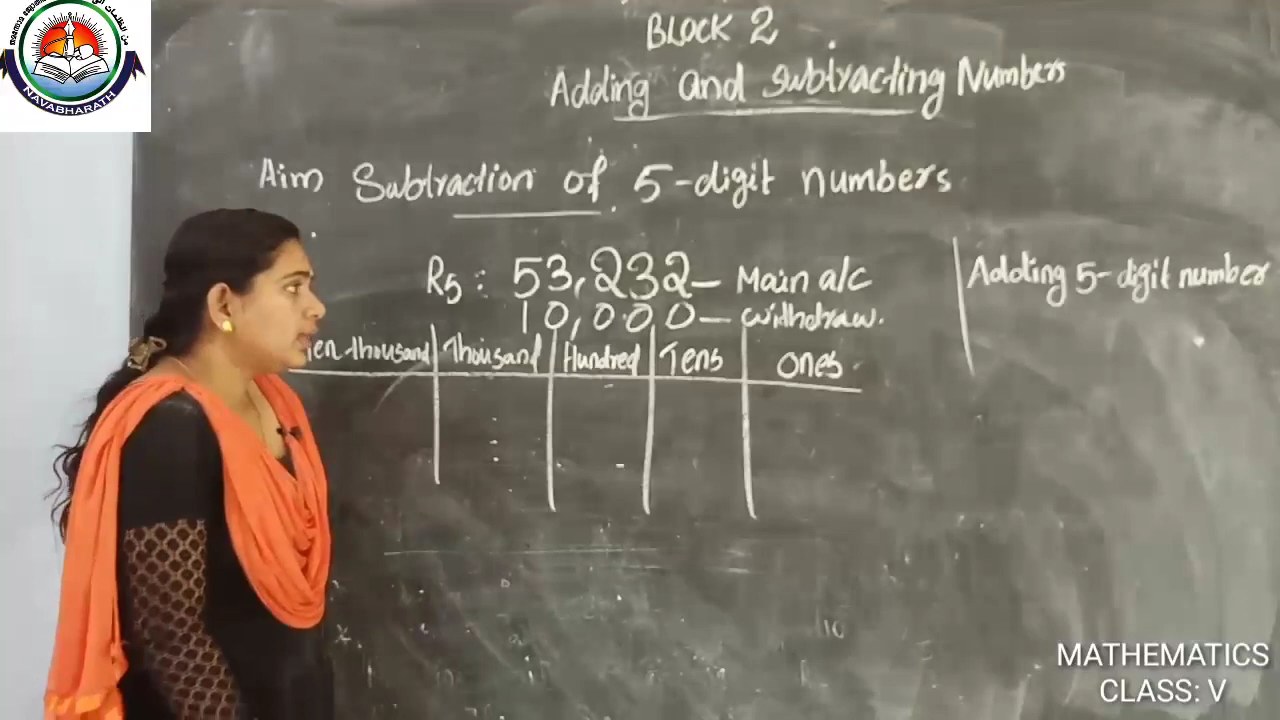 NAVABHARATH
BLOCK 2
Adding and Subtracting Numbers
Aim Subtraction of 5-digit numbers
Rs : 53,232 - Main a/c
10,000 - withdraw.
Ten thousand Thousand Hundred Tens Ones
Adding 5-digit number
10
MATHEMATICS
CLASS: V